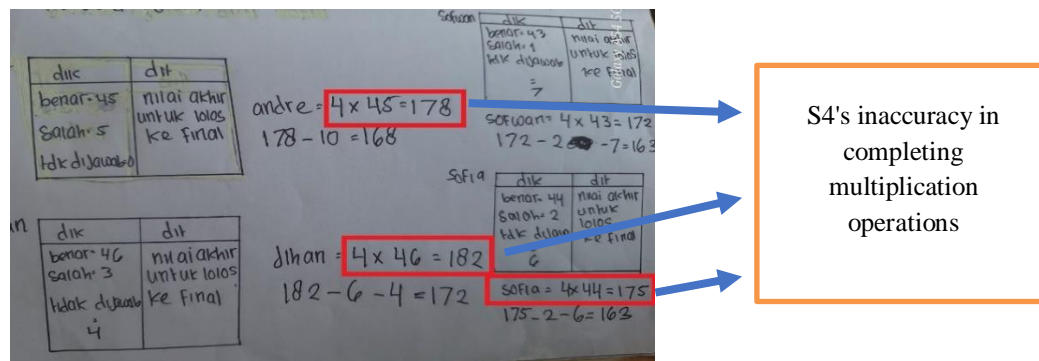 dik dit
benar=45 nilai akhir
untuk lolos
salah=5 ke final
tdk dijawab=0
andre = 4 x 45=178
178-10=168
Sofwan
dik dit
benar=43 nilai akhir
salah=1 untuk lolos
tdk dijawab ke final
=
7
Sofwan= 4 x 43=172
172-2 -7=163
dik dit
benar=46 nilai akhir
salah=3 untuk lolos
tidak dijawab ke final
=
4
dihan = 4 x 46 = 182
182-6-4=172
Sofia
dik dit
benar=44 nilai akhir
salah=2 untuk
lolos
ke final
6
sofia = 4x44=175
175-2-6=163
S4's inaccuracy in
completing
multiplication
operations